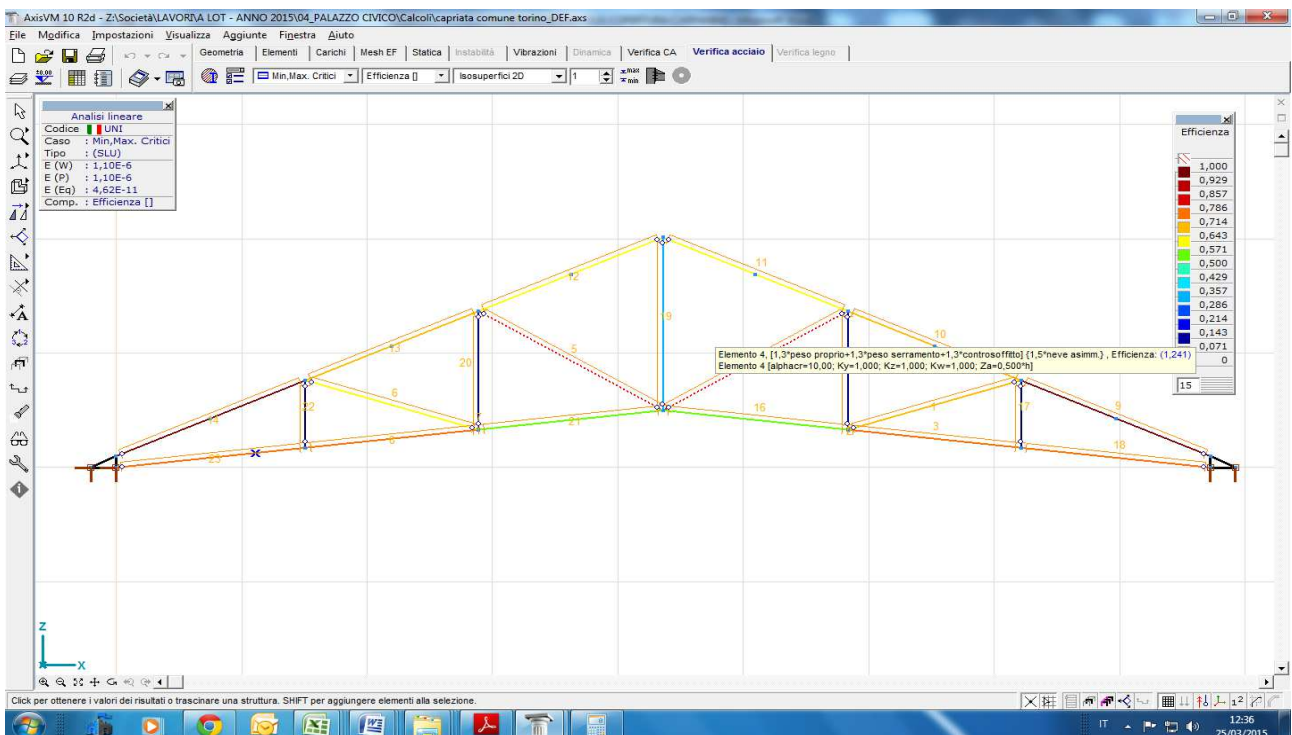 AxisVM 10 R2d - Z:\Società\LAVORI\A LOT - ANNO 2015\04_PALAZZO CIVICO\Calcoli\capriata comune torino_DEF.axs
File Modifica Impostazioni Visualizza Aggiunte Finestra Aiuto
Geometria Elementi Carichi Mesh EF Statica Instabilità Vibrazioni Dinamica Verifica CA Verifica acciaio Verifica legno
Min,Max. Critici Efficienza [] Isosuperfici 2D 1
Analisi lineare
Codice UNI
Caso : Min,Max. Critici
Tipo : (SLU)
E (W) : 1,10E-6
E (P) : 1,10E-6
E (Eq) : 4,62E-11
Comp. : Efficienza []
Efficienza
1,000
0,929
0,857
0,786
0,714
0,643
0,571
0,500
0,429
0,357
0,286
0,214
0,143
0,071
0
15
11
12
10
13
20
5
6
22
14
21
16
3
17
9
18
23
Elemento 4, [1,3*peso proprio+1,3*peso serramento+1,3*controsoffitto] {1,5*neve asimm.} , Efficienza: (1,241)
Elemento 4 [alphacr=10,00; Ky=1,000; Kz=1,000; Kw=1,000; Za=0,500*h]
Z
X
Click per ottenere i valori dei risultati o trascinare una struttura. SHIFT per aggiungere elementi alla selezione.
IT
12:36
25/03/2015